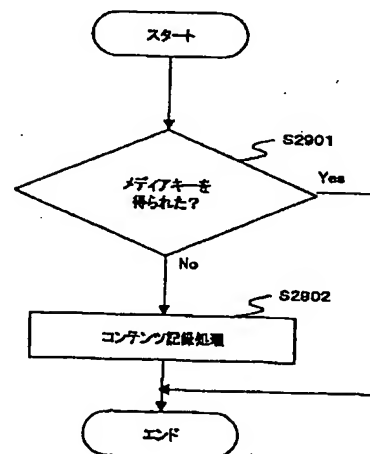 スタート
S2901
メディアキーを
得られた?
Yes
No
S2802
コンテンツ記録処理
エンド